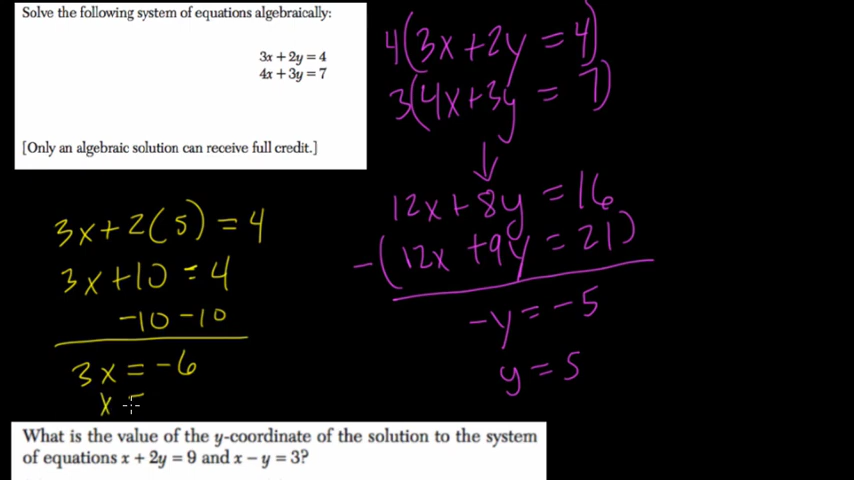 Solve the following system of equations algebraically:
3x + 2y = 4
4x + 3y = 7
[Only an algebraic solution can receive full credit.]
4(3x+2y = 4)
3(4x+3y = 7)
↓
12x + 8y = 16
-(12x + 9y = 21)
-y = -5
y = 5
3x + 2(5) = 4
3x + 10 = 4
-10 -10
3x = -6
x =
What is the value of the y-coordinate of the solution to the system
of equations x + 2y = 9 and x – y = 3?